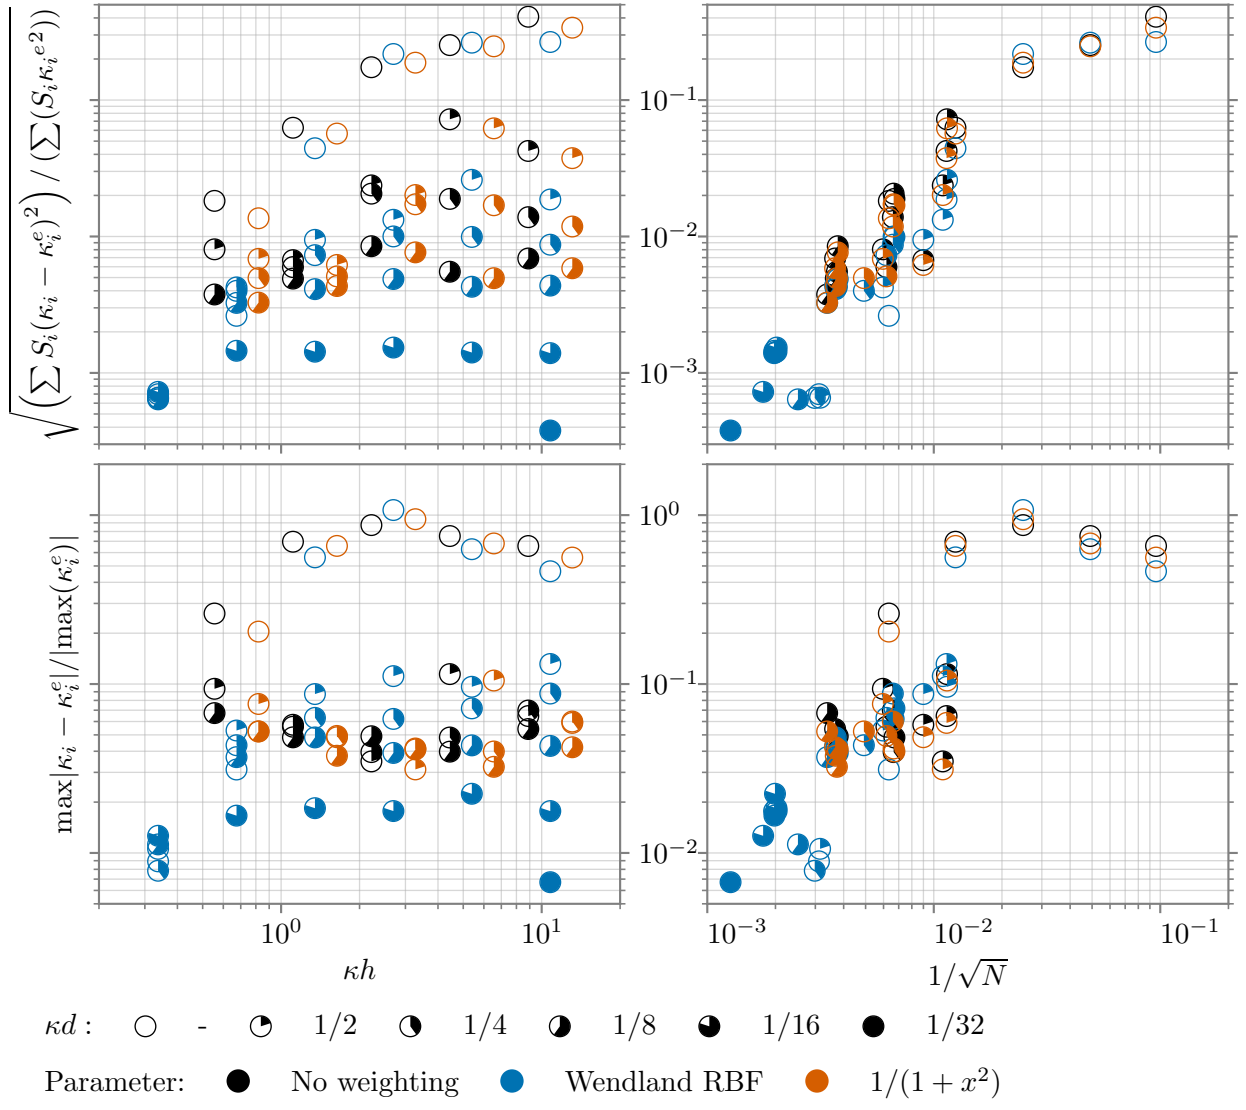 √((∑ S_i(κ_i − κ_i^e)^2) / (∑(S_i κ_i^{e2})))
10^−1
10^−2
10^−3
max|κ_i − κ_i^e|/|max(κ_i^e)|
10^0
10^−1
10^−2
10^0 10^1
κh
10^−3 10^−2 10^−1
1/√N
κd : - 1/2 1/4 1/8 1/16 1/32
Parameter: No weighting Wendland RBF 1/(1 + x^2)